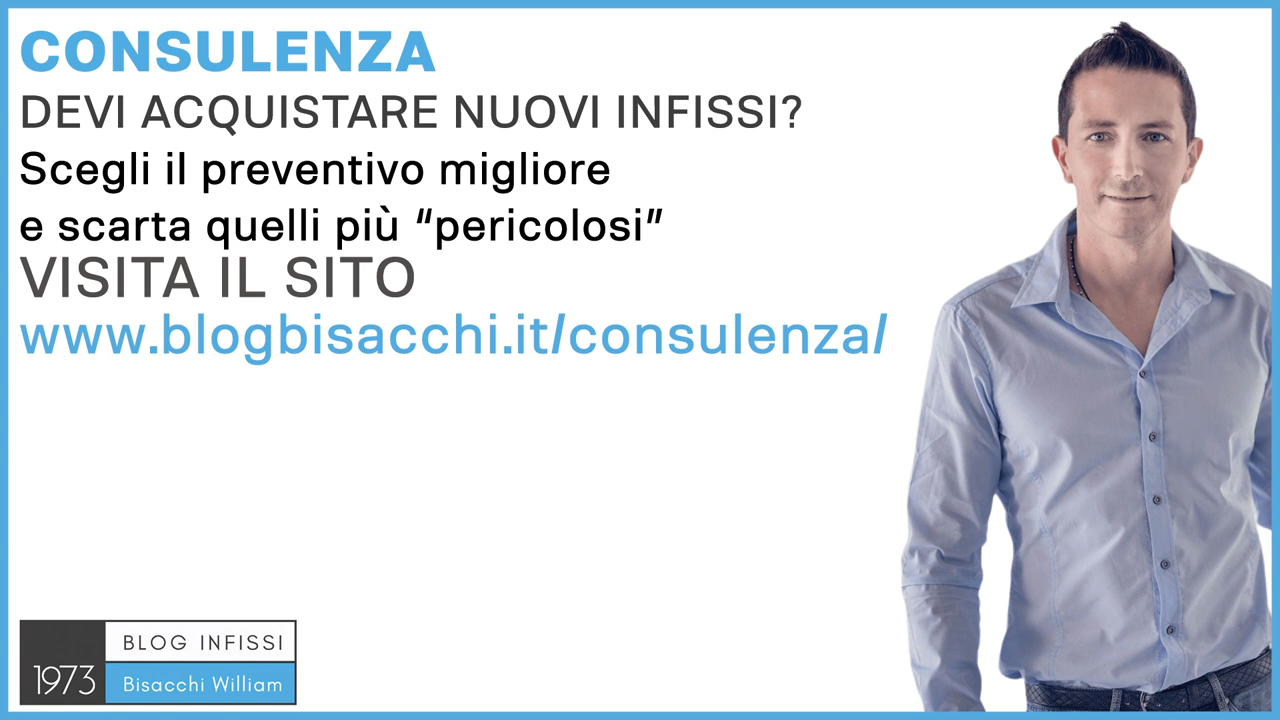 CONSULENZA
DEVI ACQUISTARE NUOVI INFISSI?
Scegli il preventivo migliore
e scarta quelli più “pericolosi”
VISITA IL SITO
www.blogbisacchi.it/consulenza/
1973
BLOG INFISSI
Bisacchi William